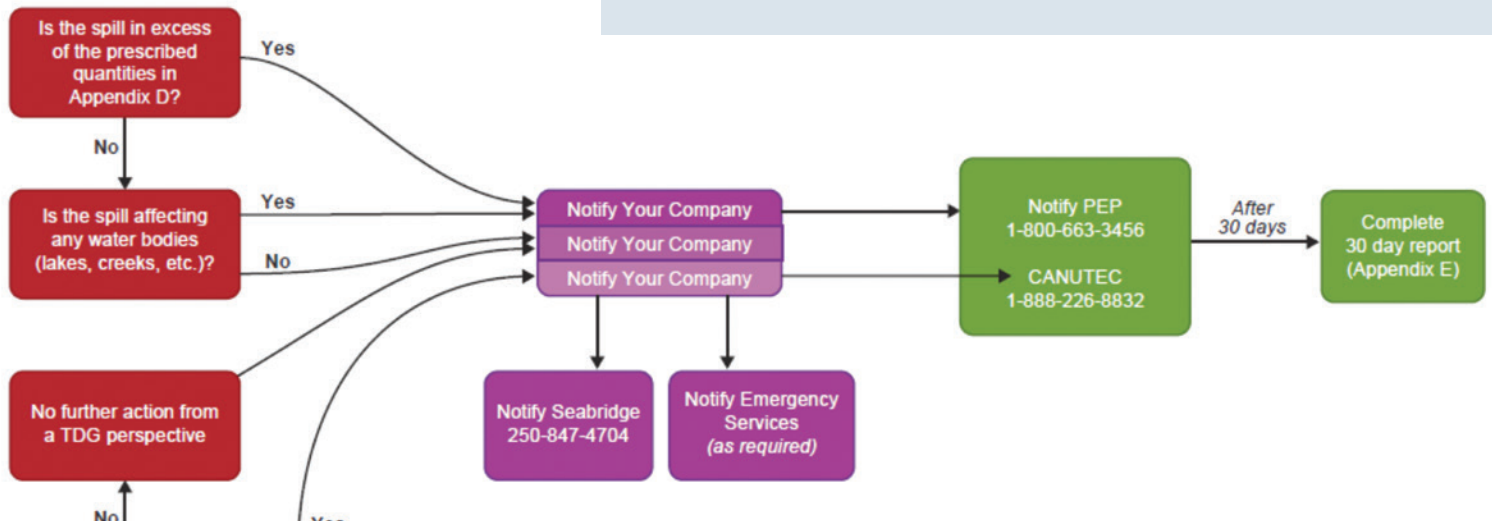 Is the spill in excess
of the prescribed
quantities in
Appendix D?
Yes
No
Is the spill affecting
any water bodies
(lakes, creeks, etc.)?
Yes
No
Notify Your Company
Notify Your Company
Notify Your Company
Notify PEP
1-800-663-3456
CANUTEC
1-888-226-8832
After
30 days
Complete
30 day report
(Appendix E)
No further action from
a TDG perspective
Notify Seabridge
250-847-4704
Notify Emergency
Services
(as required)
No
Yes